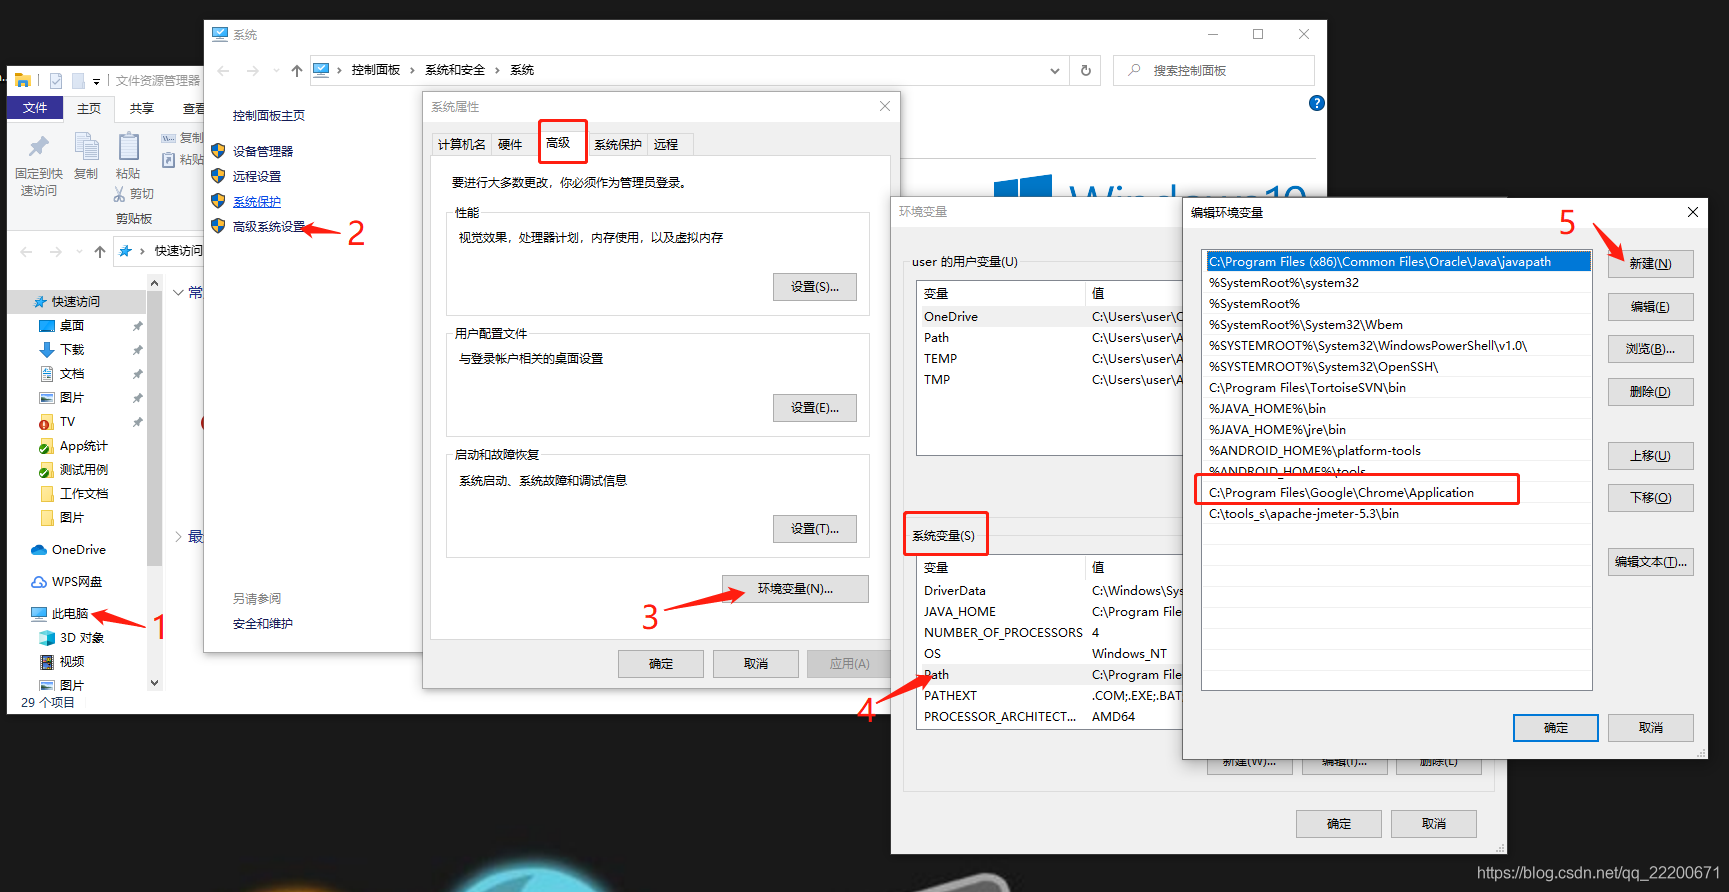 系统
控制面板
系统和安全
系统
搜索控制面板
文件资源管理器
文件
主页
共享
查看
固定到快
速访问
复制
粘贴
复制
粘贴
剪切
剪贴板
快速访问
快速访问
桌面
下载
文档
图片
TV
App统计
测试用例
工作文档
图片
OneDrive
WPS网盘
此电脑
1
3D 对象
视频
图片
29 个项目
常
最
控制面板主页
设备管理器
远程设置
系统保护
高级系统设置
2
另请参阅
安全和维护
Windows 10
系统属性
计算机名
硬件
高级
系统保护
远程
要进行大多数更改，你必须作为管理员登录。
性能
视觉效果，处理器计划，内存使用，以及虚拟内存
设置(S)...
用户配置文件
与登录帐户相关的桌面设置
设置(E)...
启动和故障恢复
系统启动、系统故障和调试信息
设置(T)...
3
环境变量(N)...
确定
取消
应用(A)
环境变量
user 的用户变量(U)
变量
值
OneDrive
C:\Users\user\
Path
C:\Users\user\A
TEMP
C:\Users\user\A
TMP
C:\Users\user\A
系统变量(S)
变量
值
DriverData
C:\Windows\Sys
JAVA_HOME
C:\Program File
NUMBER_OF_PROCESSORS
4
OS
Windows_NT
Path
C:\Program File
PATHEXT
.COM;.EXE;.BAT
PROCESSOR_ARCHITECT...
AMD64
4
新建(W)...
编辑(I)...
删除(L)
确定
取消
编辑环境变量
5
C:\Program Files (x86)\Common Files\Oracle\Java\javapath
%SystemRoot%\system32
%SystemRoot%
%SystemRoot%\System32\Wbem
%SYSTEMROOT%\System32\WindowsPowerShell\v1.0\
%SYSTEMROOT%\System32\OpenSSH\
C:\Program Files\TortoiseSVN\bin
%JAVA_HOME%\bin
%JAVA_HOME%\jre\bin
%ANDROID_HOME%\platform-tools
%ANDROID_HOME%\tools
C:\Program Files\Google\Chrome\Application
C:\tools_s\apache-jmeter-5.3\bin
新建(N)
编辑(E)
浏览(B)...
删除(D)
上移(U)
下移(O)
编辑文本(T)...
确定
取消
https://blog.csdn.net/qq_22200671